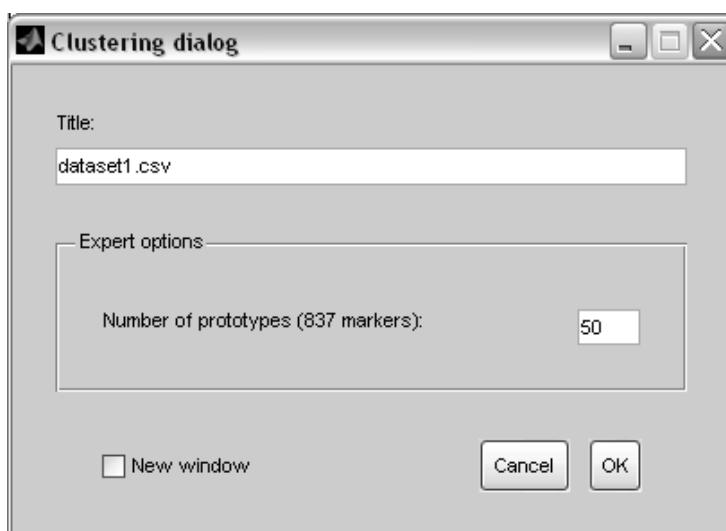 Clustering dialog
Title:
dataset1.csv
Expert options
Number of prototypes (837 markers):
50
New window
Cancel
OK